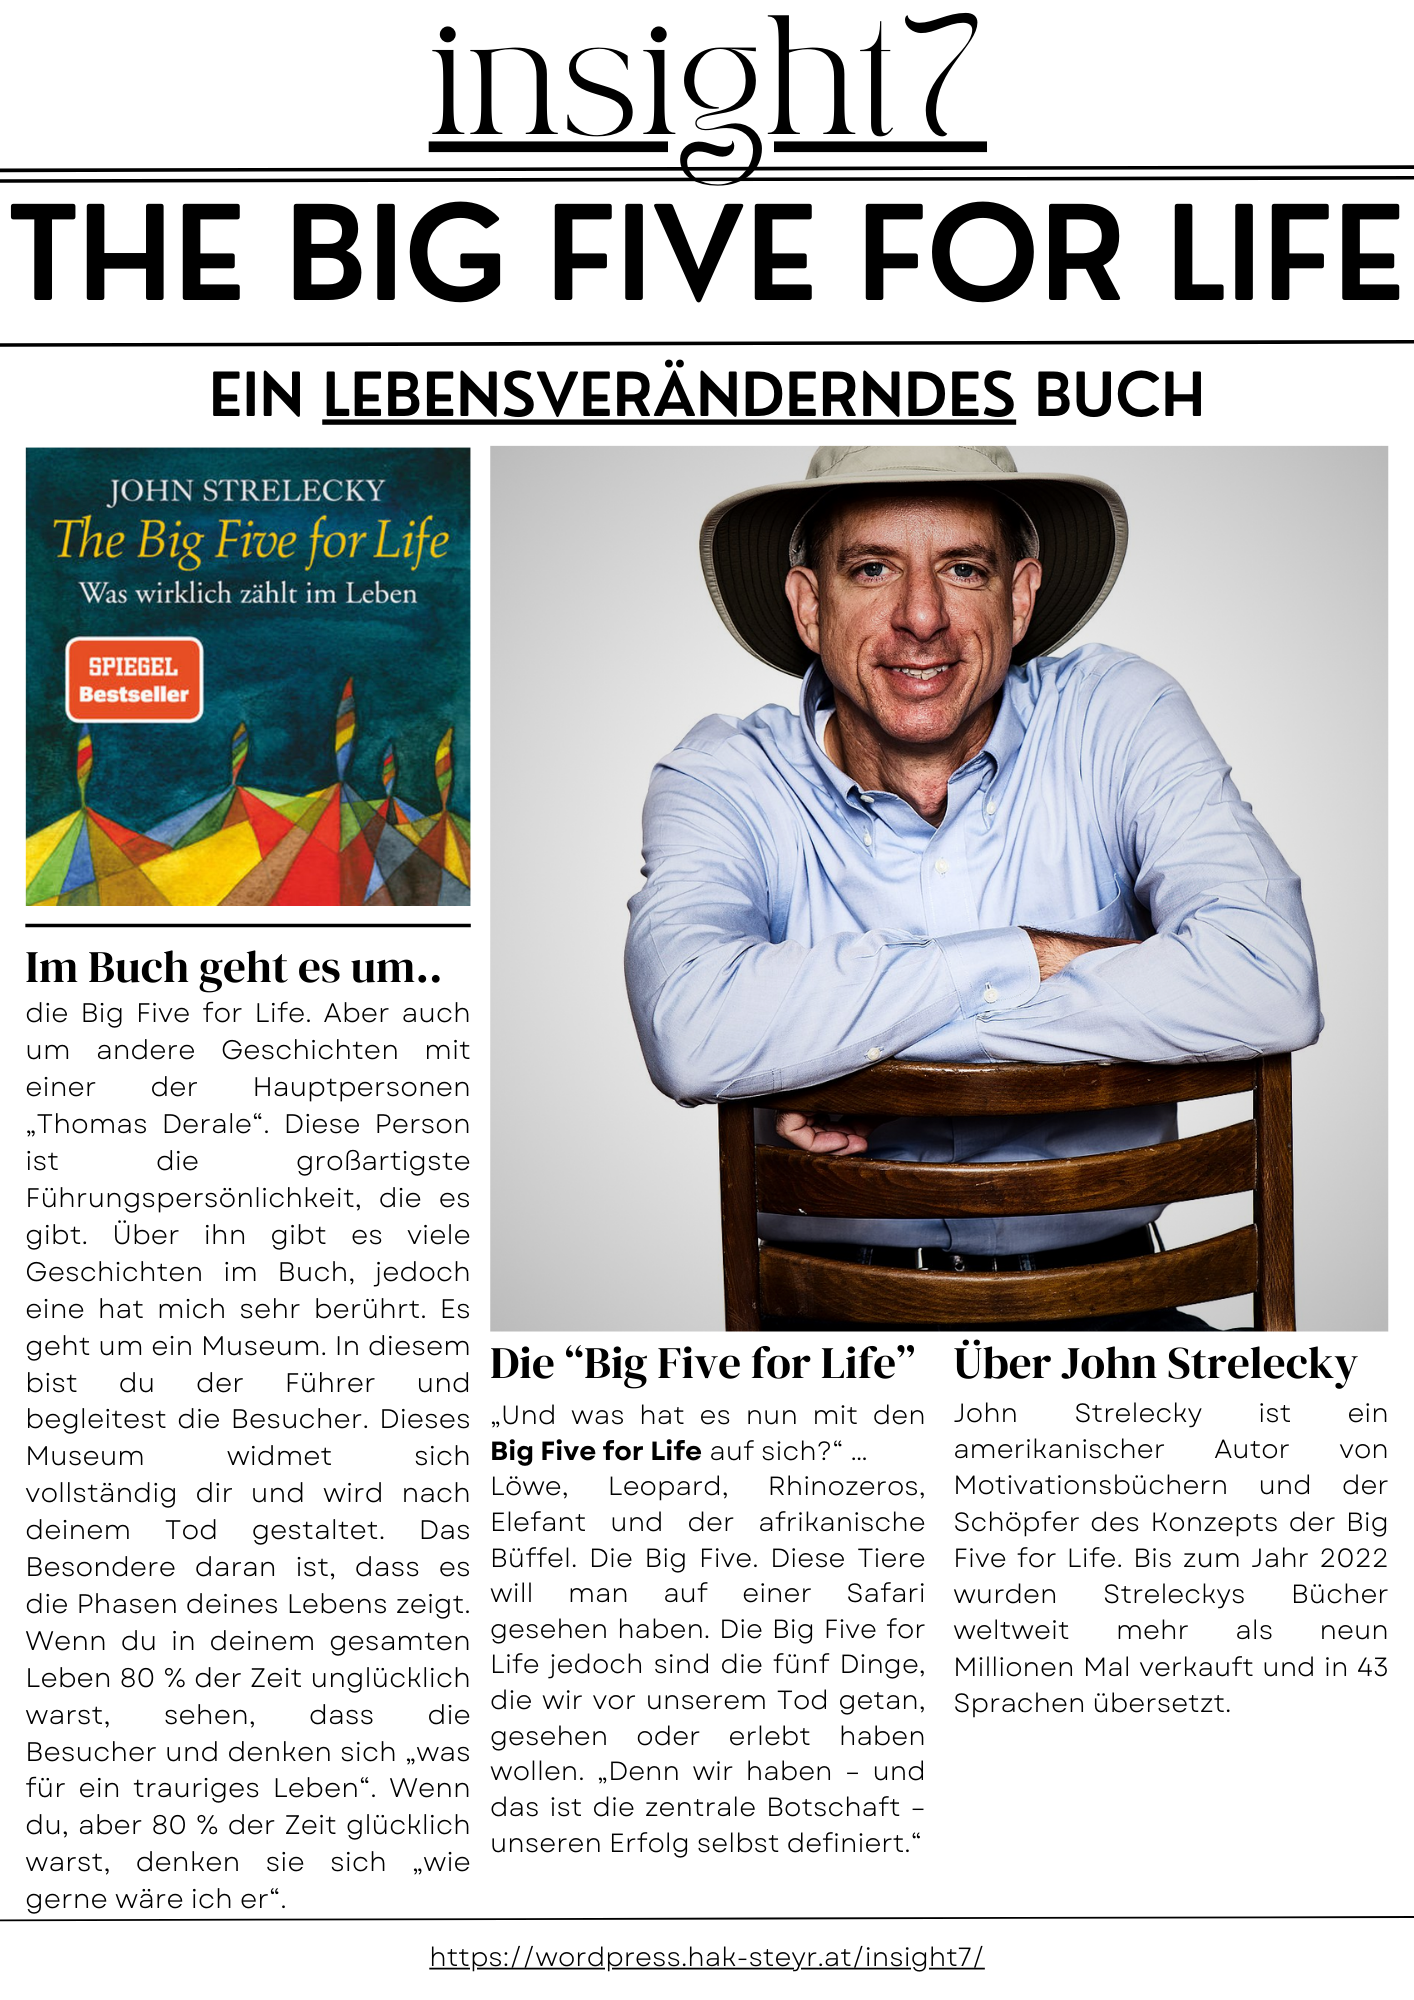 insight7
THE BIG FIVE FOR LIFE
EIN LEBENSVERÄNDERNDES BUCH
JOHN STRELECKY
The Big Five for Life
Was wirklich zählt im Leben
SPIEGEL
Bestseller
Im Buch geht es um..
die Big Five for Life. Aber auch
um andere Geschichten mit
einer der Hauptpersonen
„Thomas Derale“. Diese Person
ist die großartigste
Führungspersönlichkeit, die es
gibt. Über ihn gibt es viele
Geschichten im Buch, jedoch
eine hat mich sehr berührt. Es
geht um ein Museum. In diesem
bist du der Führer und
begleitest die Besucher. Dieses
Museum widmet sich
vollständig dir und wird nach
deinem Tod gestaltet. Das
Besondere daran ist, dass es
die Phasen deines Lebens zeigt.
Wenn du in deinem gesamten
Leben 80 % der Zeit unglücklich
warst, sehen, dass die
Besucher und denken sich „was
für ein trauriges Leben“. Wenn
du, aber 80 % der Zeit glücklich
warst, denken sie sich „wie
gerne wäre ich er“.
Die “Big Five for Life”
„Und was hat es nun mit den
Big Five for Life auf sich?“ ...
Löwe, Leopard, Rhinozeros,
Elefant und der afrikanische
Büffel. Die Big Five. Diese Tiere
will man auf einer Safari
gesehen haben. Die Big Five for
Life jedoch sind die fünf Dinge,
die wir vor unserem Tod getan,
gesehen oder erlebt haben
wollen. „Denn wir haben – und
das ist die zentrale Botschaft –
unseren Erfolg selbst definiert.“
Über John Strelecky
John Strelecky ist ein
amerikanischer Autor von
Motivationsbüchern und der
Schöpfer des Konzepts der Big
Five for Life. Bis zum Jahr 2022
wurden Streleckys Bücher
weltweit mehr als neun
Millionen Mal verkauft und in 43
Sprachen übersetzt.
https://wordpress.hak-steyr.at/insight7/